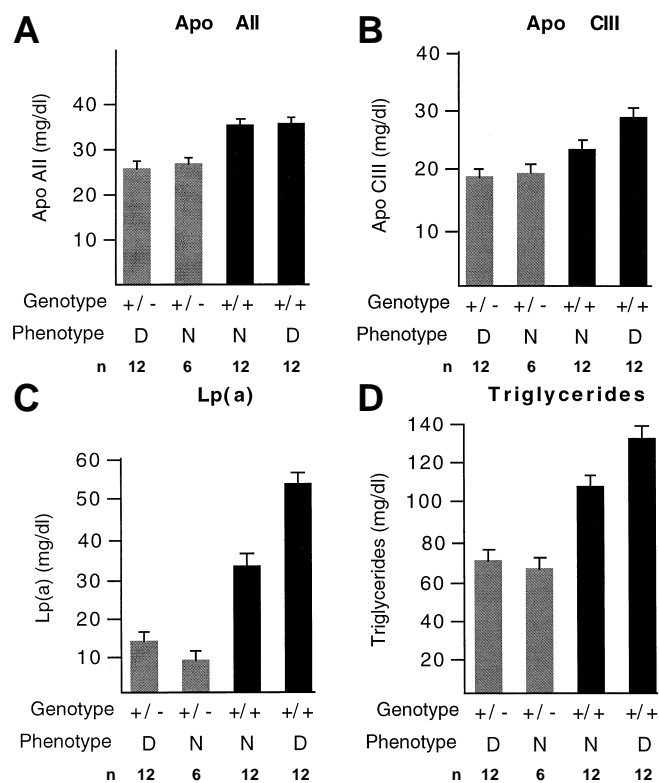 A
Apo AII
Apo AII (mg/dl)
40
30
20
10
Genotype +/- +/- +/+ +/+
Phenotype D N N D
n 12 6 12 12
B
Apo CIII
Apo CIII (mg/dl)
40
30
20
10
Genotype +/- +/- +/+ +/+
Phenotype D N N D
n 12 6 12 12
C
Lp(a)
Lp(a) (mg/dl)
60
50
40
30
20
10
Genotype +/- +/- +/+ +/+
Phenotype D N N D
n 12 6 12 12
D
Triglycerides
Triglycerides (mg/dl)
140
120
100
80
60
40
20
Genotype +/- +/- +/+ +/+
Phenotype D N N D
n 12 6 12 12